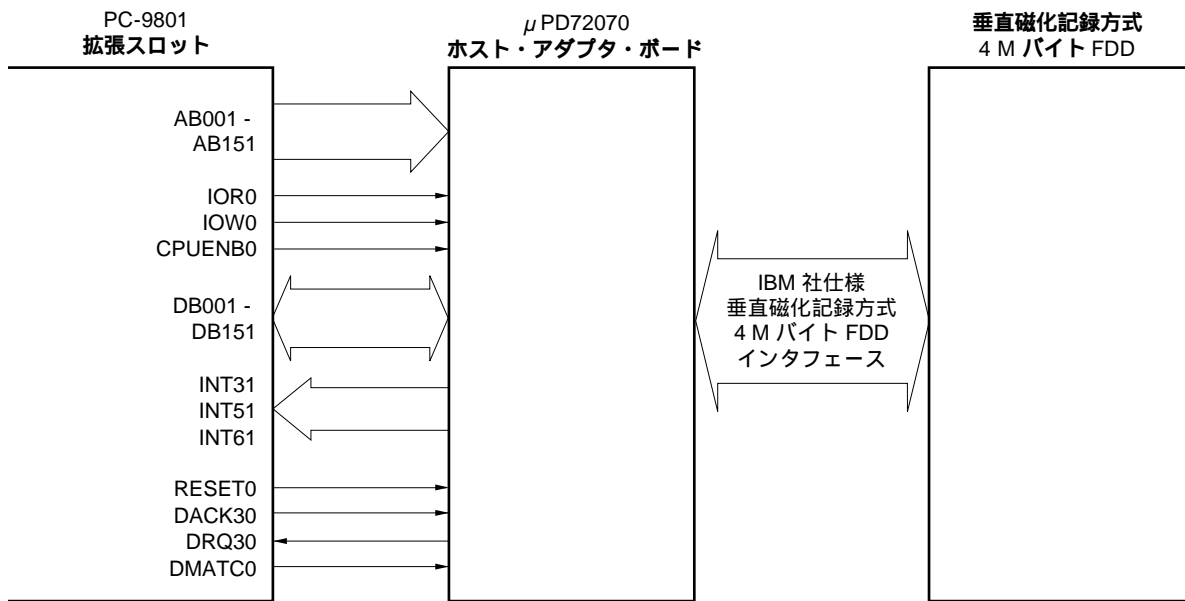 PC-9801
拡張スロット
μPD72070
ホスト・アダプタ・ボード
垂直磁化記録方式
4 M バイト FDD
AB001 -
AB151
IOR0
IOW0
CPUENB0
DB001 -
DB151
INT31
INT51
INT61
RESET0
DACK30
DRQ30
DMATC0
IBM 社仕様
垂直磁化記録方式
4 M バイト FDD
インタフェース